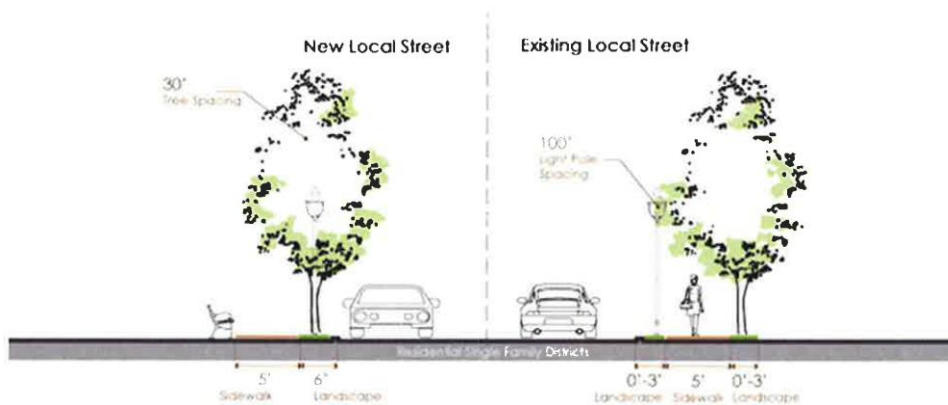 New Local Street
Existing Local Street
30'
Tree Spacing
100'
Light Pole
Spacing
Residential Single Family Districts
5'
Sidewalk
6'
Landscape
0'-3'
Landscape
5'
Sidewalk
0'-3'
Landscape